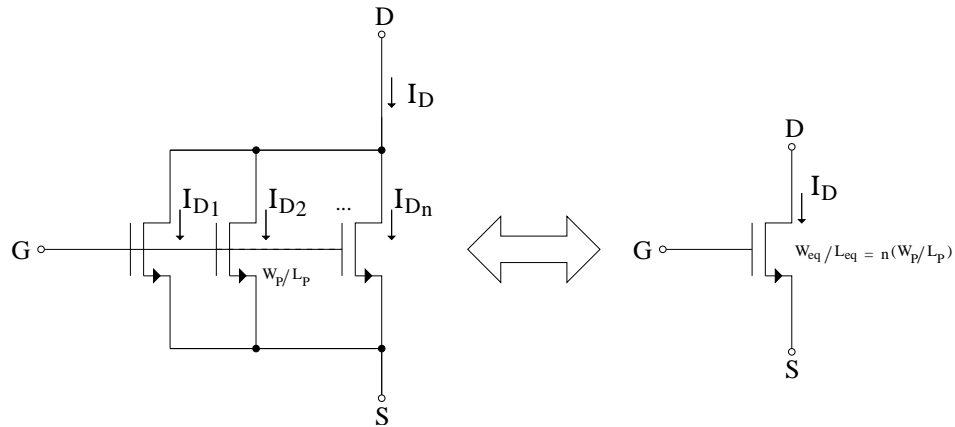 D
I_D
D
I_D1 I_D2 ... I_Dn
I_D
G
G
W_P/L_P
W_eq/L_eq = n(W_P/L_P)
S
S